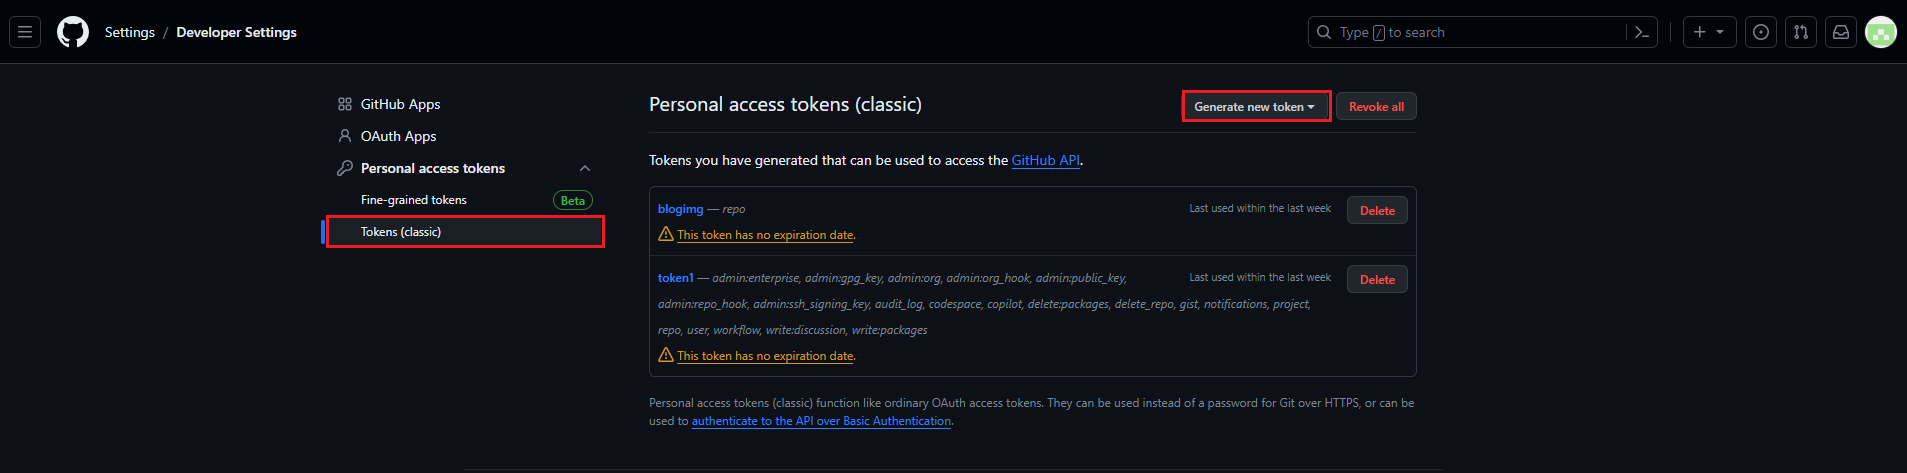 Settings / Developer Settings
Type / to search
GitHub Apps
OAuth Apps
Personal access tokens
Fine-grained tokens Beta
Tokens (classic)
Personal access tokens (classic)
Generate new token
Revoke all
Tokens you have generated that can be used to access the GitHub API.
blogimg — repo
Last used within the last week
Delete
This token has no expiration date.
token1 — admin:enterprise, admin:gpg_key, admin:org, admin:org_hook, admin:public_key,
Last used within the last week
Delete
admin:repo_hook, admin:ssh_signing_key, audit_log, codespace, copilot, delete:packages, delete_repo, gist, notifications, project,
repo, user, workflow, write:discussion, write:packages
This token has no expiration date.
Personal access tokens (classic) function like ordinary OAuth access tokens. They can be used instead of a password for Git over HTTPS, or can be
used to authenticate to the API over Basic Authentication.